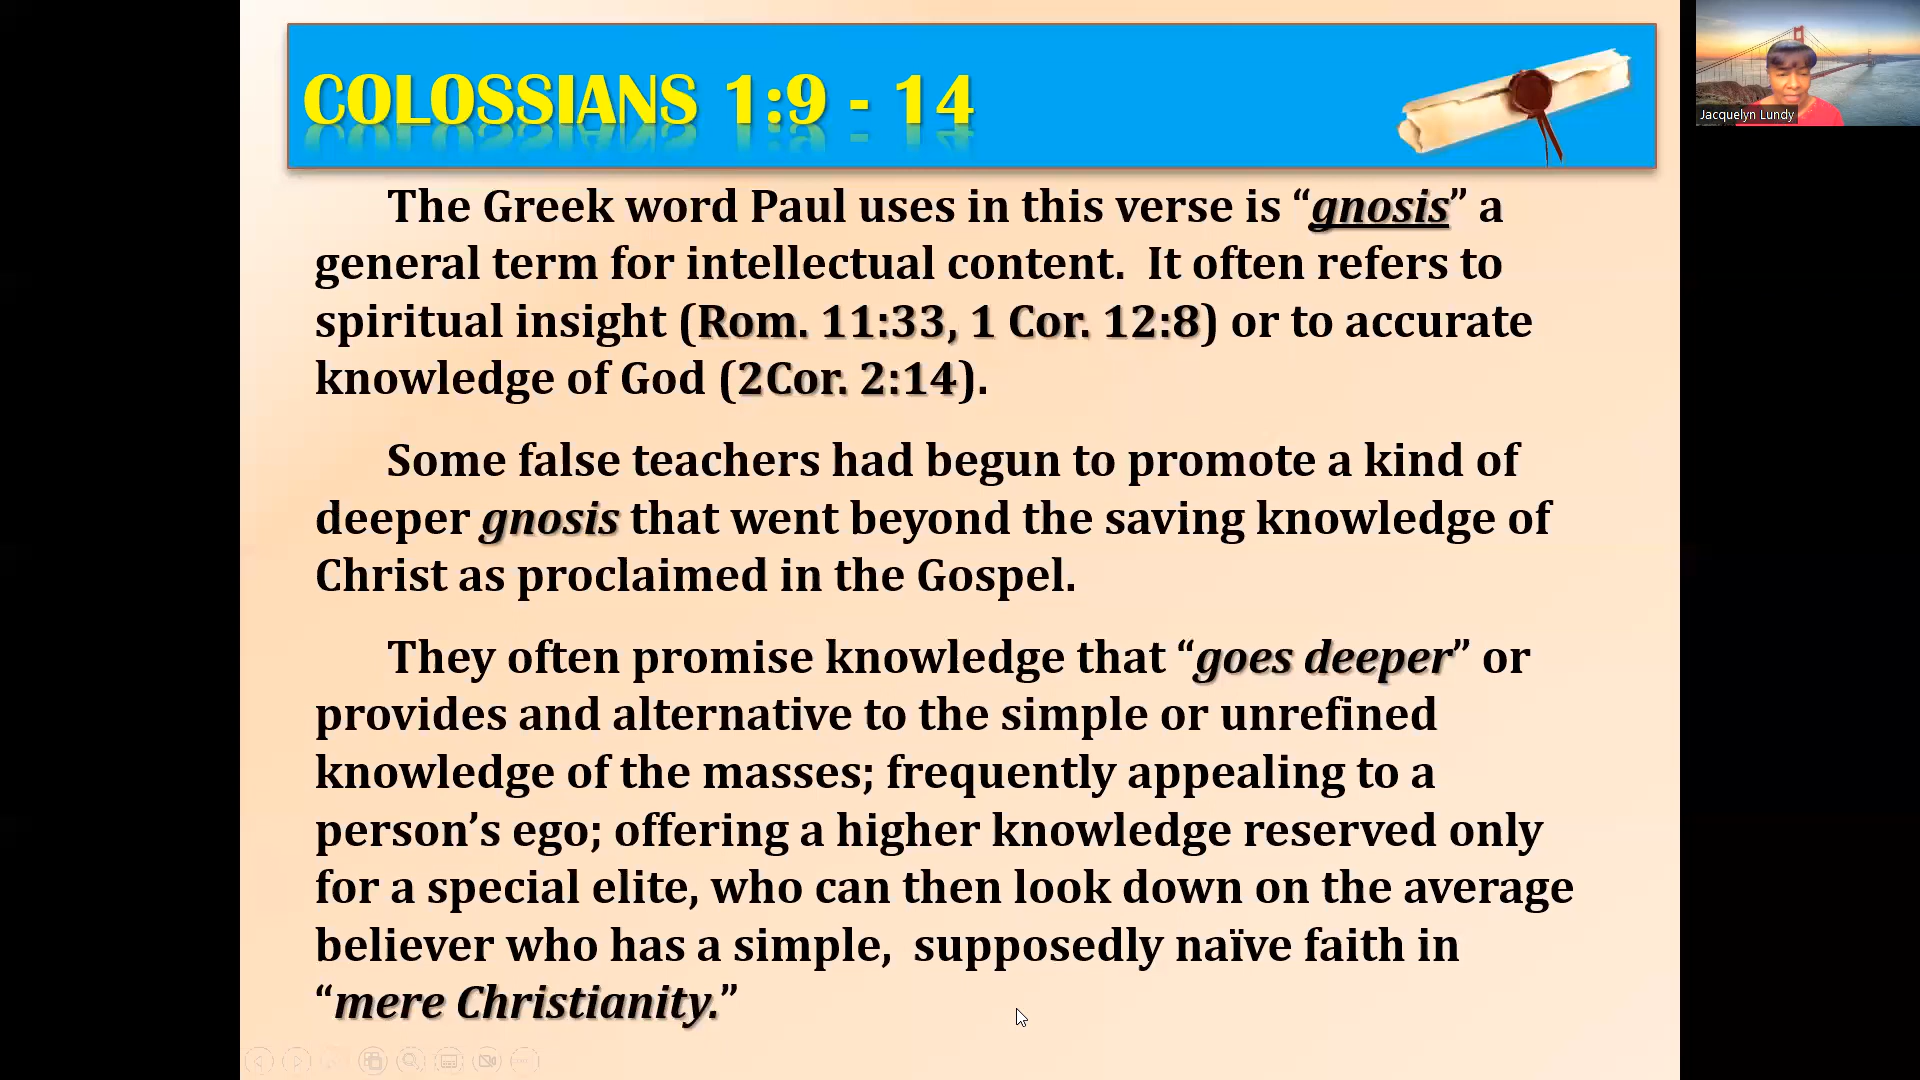 COLOSSIANS 1:9 - 14
Jacquelyn Lundy
The Greek word Paul uses in this verse is “gnosis” a
general term for intellectual content.  It often refers to
spiritual insight (Rom. 11:33, 1 Cor. 12:8) or to accurate
knowledge of God (2Cor. 2:14).
Some false teachers had begun to promote a kind of
deeper gnosis that went beyond the saving knowledge of
Christ as proclaimed in the Gospel.
They often promise knowledge that “goes deeper” or
provides and alternative to the simple or unrefined
knowledge of the masses; frequently appealing to a
person’s ego; offering a higher knowledge reserved only
for a special elite, who can then look down on the average
believer who has a simple,  supposedly naïve faith in
“mere Christianity.”